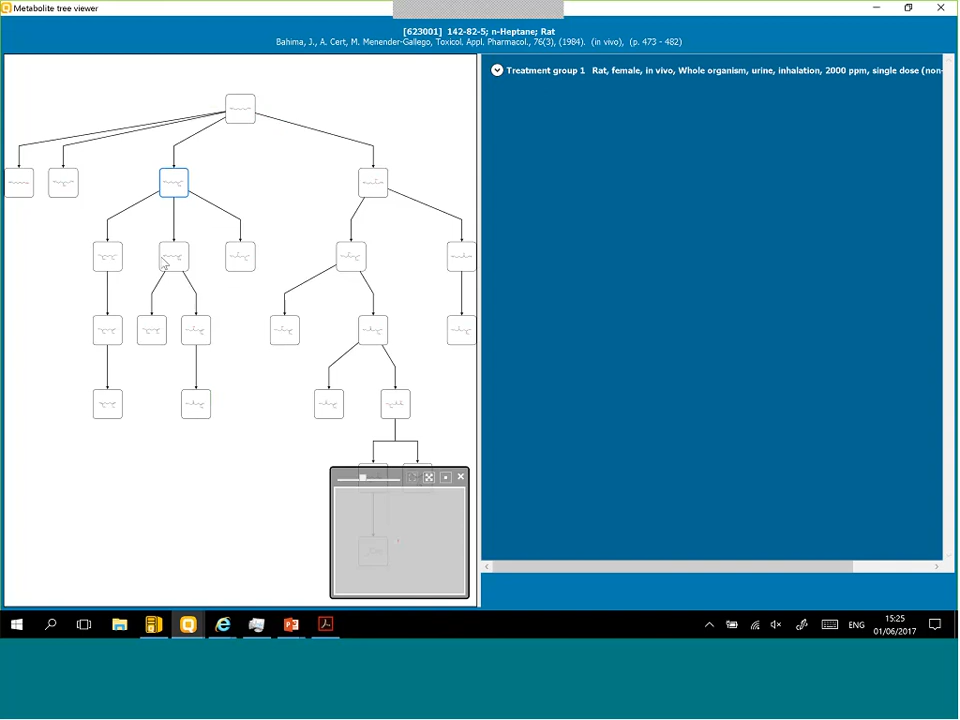 Metabolite tree viewer
[623001] 142-82-5; n-Heptane; Rat
Bahima, J., A. Cert, M. Menender-Gallego, Toxicol, Appl. Pharmacol., 76(3), (1984). (in vivo), (p. 473 - 482)
Treatment group 1 Rat, female, in vivo, Whole organism, urine, inhalation, 2000 ppm, single dose (non-
ENG
15:25
01/06/2017